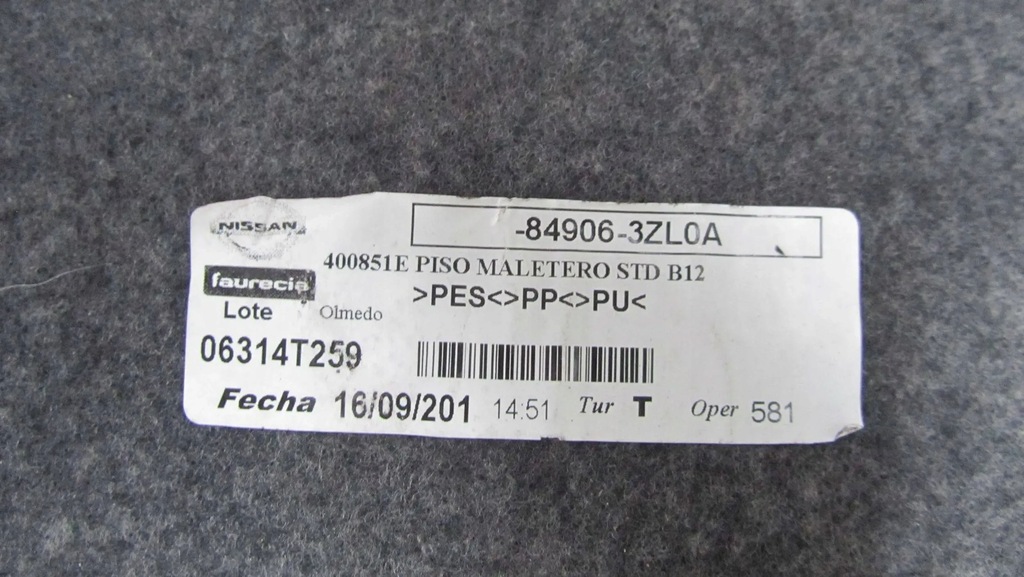 NISSAN
-84906-3ZL0A
400851E PISO MALETERO STD B12
faurecia
>PES<>PP<>PU<
Lote Olmedo
06314T259
Fecha 16/09/201 14:51 Tur T Oper 581